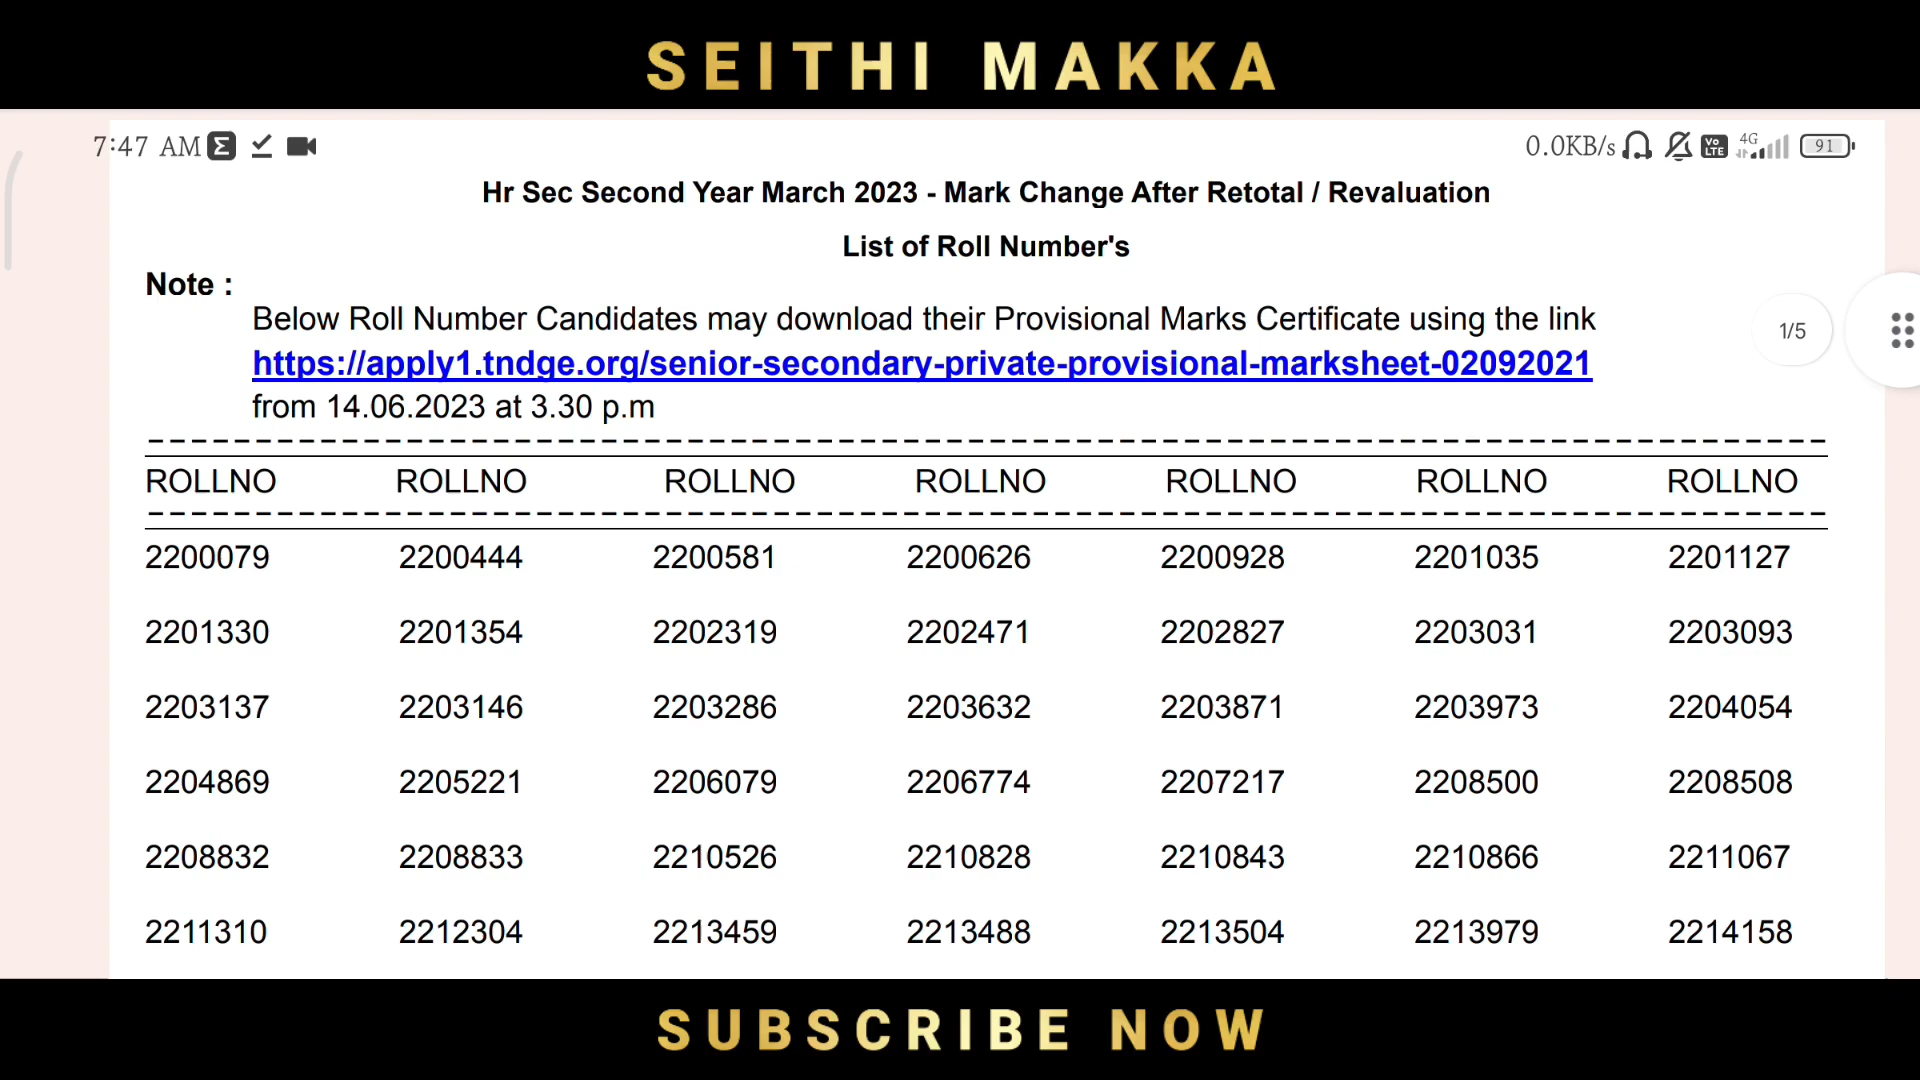 SEITHI MAKKA
7:47 AM 0.0KB/s Vo LTE 4G 91
Hr Sec Second Year March 2023 - Mark Change After Retotal / Revaluation
List of Roll Number's
Note :
Below Roll Number Candidates may download their Provisional Marks Certificate using the link
1/5
https://apply1.tndge.org/senior-secondary-private-provisional-marksheet-02092021
from 14.06.2023 at 3.30 p.m
ROLLNO ROLLNO ROLLNO ROLLNO ROLLNO ROLLNO ROLLNO
2200079 2200444 2200581 2200626 2200928 2201035 2201127
2201330 2201354 2202319 2202471 2202827 2203031 2203093
2203137 2203146 2203286 2203632 2203871 2203973 2204054
2204869 2205221 2206079 2206774 2207217 2208500 2208508
2208832 2208833 2210526 2210828 2210843 2210866 2211067
2211310 2212304 2213459 2213488 2213504 2213979 2214158
SUBSCRIBE NOW